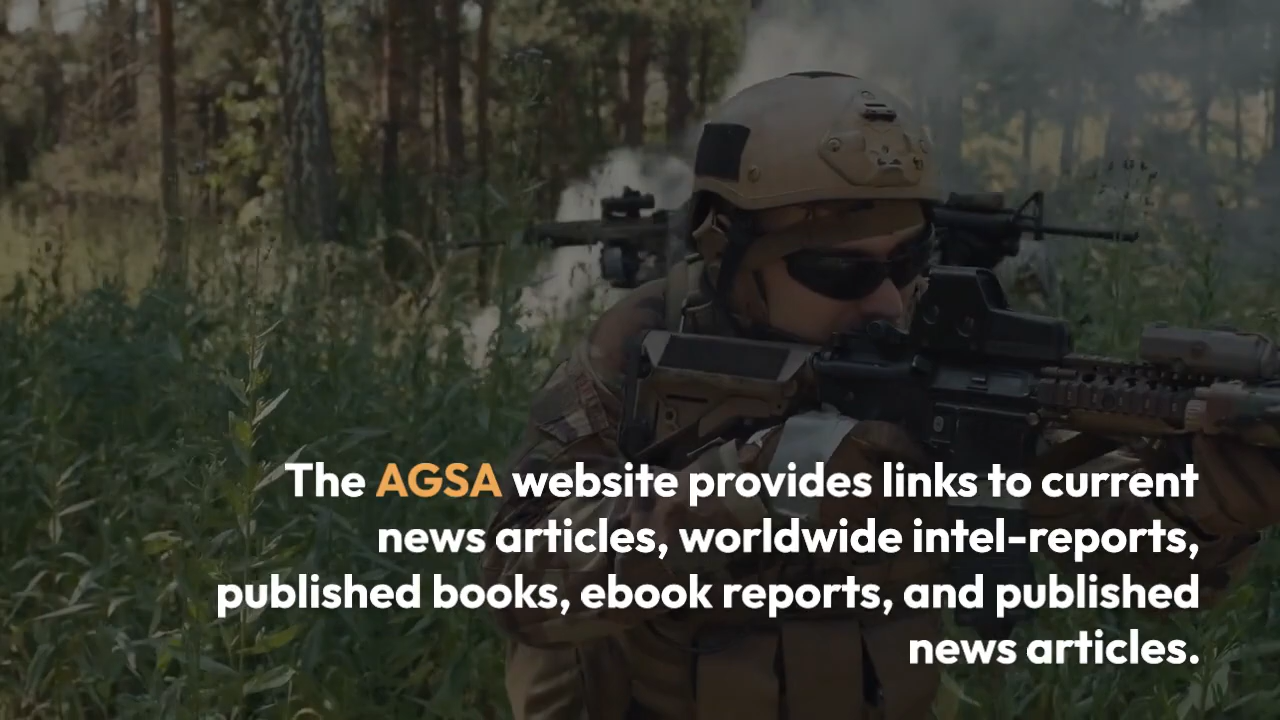 The AGSA website provides links to current
news articles, worldwide intel-reports,
published books, ebook reports, and published
news articles.